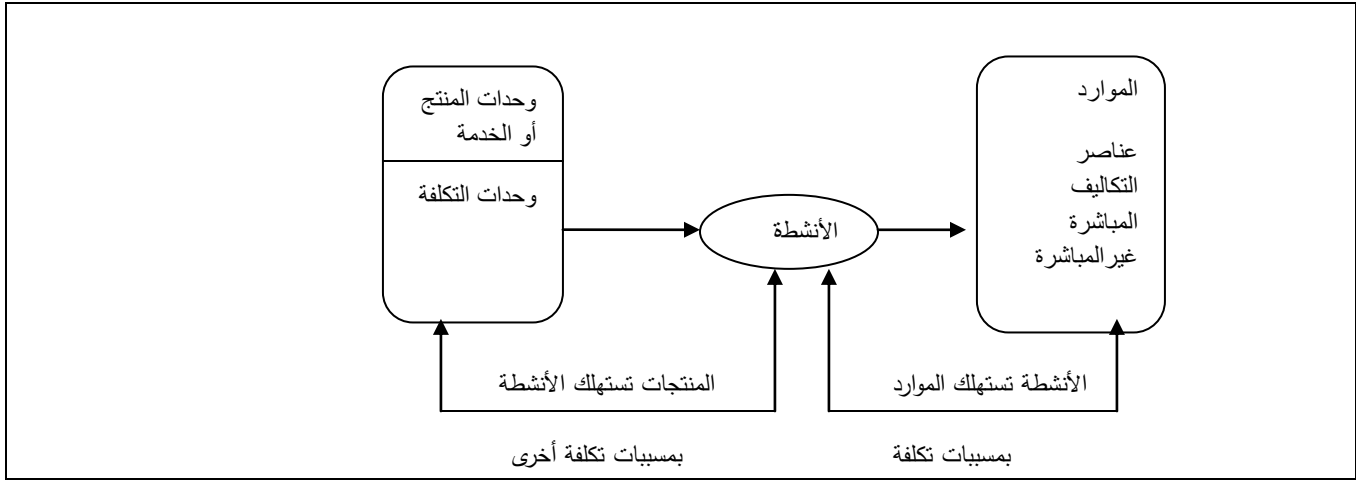 الموارد
عناصر
التكاليف
المباشرة
غيرالمباشرة
الأنشطة
وحدات المنتج
أو الخدمة
وحدات التكلفة
الأنشطة تستهلك الموارد
بمسببات تكلفة
المنتجات تستهلك الأنشطة
بمسببات تكلفة أخرى